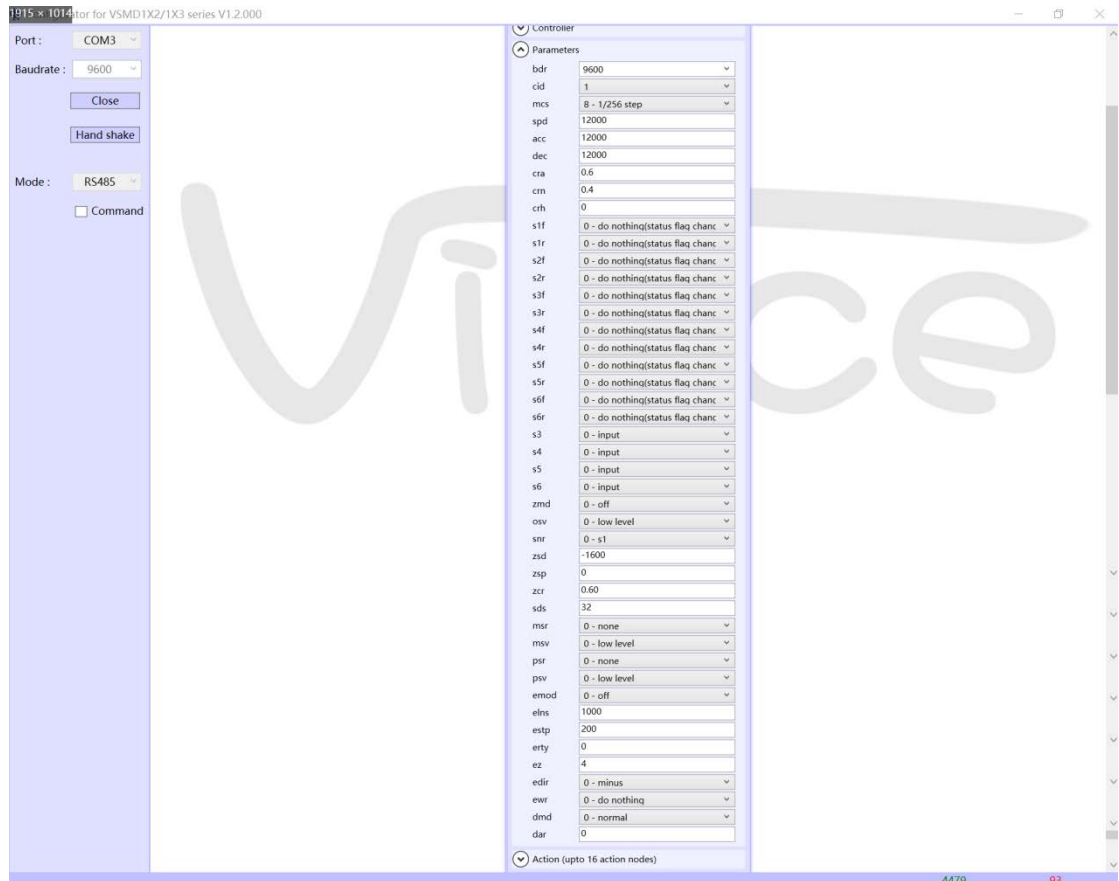 1915 × 1014 tor for VSMD1X2/1X3 series V1.2.000
Port : COM3
Baudrate : 9600
Close
Hand shake
Mode : RS485
Command
Controller
Parameters
bdr 9600
cid 1
mcs 8 - 1/256 step
spd 12000
acc 12000
dec 12000
cra 0.6
crn 0.4
crh 0
s1f 0 - do nothing(status flag chanc
s1r 0 - do nothing(status flag chanc
s2f 0 - do nothing(status flag chanc
s2r 0 - do nothing(status flag chanc
s3f 0 - do nothing(status flag chanc
s3r 0 - do nothing(status flag chanc
s4f 0 - do nothing(status flag chanc
s4r 0 - do nothing(status flag chanc
s5f 0 - do nothing(status flag chanc
s5r 0 - do nothing(status flag chanc
s6f 0 - do nothing(status flag chanc
s6r 0 - do nothing(status flag chanc
s3 0 - input
s4 0 - input
s5 0 - input
s6 0 - input
zmd 0 - off
osv 0 - low level
snr 0 - s1
zsd -1600
zsp 0
zcr 0.60
sds 32
msr 0 - none
msv 0 - low level
psr 0 - none
psv 0 - low level
emod 0 - off
elns 1000
estp 200
erty 0
ez 4
edir 0 - minus
ewr 0 - do nothing
dmd 0 - normal
dar 0
Action (upto 16 action nodes)
4479 93